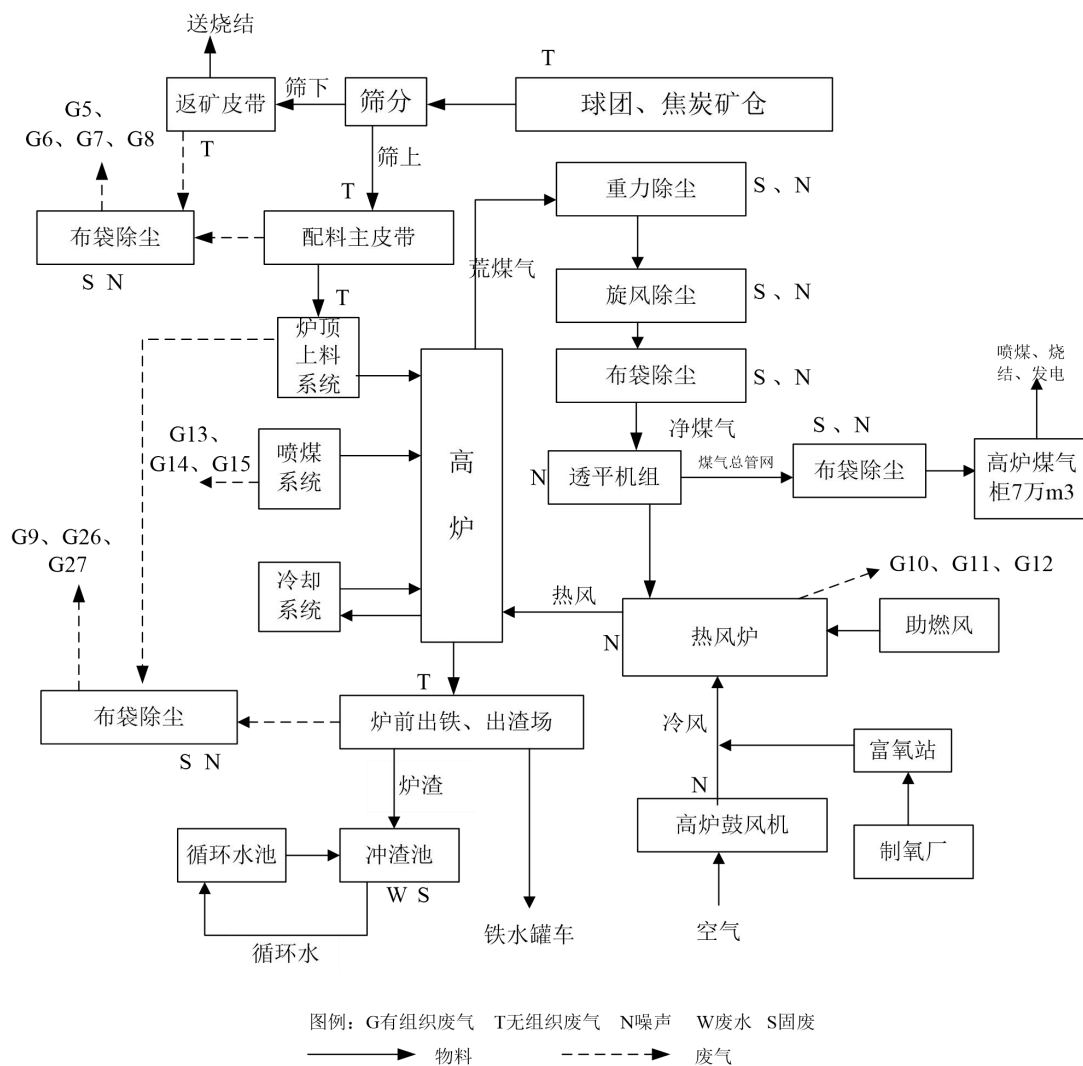 送烧结
T
返矿皮带
筛下
筛分
球团、焦炭矿仓
G5、
G6、G7、G8
T
筛上
T
重力除尘
S、N
布袋除尘
配料主皮带
荒煤气
S N
T
旋风除尘
S、N
炉顶
上料
系统
布袋除尘
S、N
喷煤、烧
结、发电
G13、
G14、G15
喷煤
系统
高
炉
净煤气
S 、N
N
透平机组
煤气总管网
布袋除尘
高炉煤气
柜7万m3
G9、G26、
G27
冷却
系统
热风
G10、G11、G12
N
热风炉
助燃风
T
布袋除尘
炉前出铁、出渣场
冷风
S N
富氧站
炉渣
N
高炉鼓风机
制氧厂
循环水池
冲渣池
W S
循环水
铁水罐车
空气
图例：G有组织废气 T无组织废气 N噪声 W废水 S固废
物料
废气